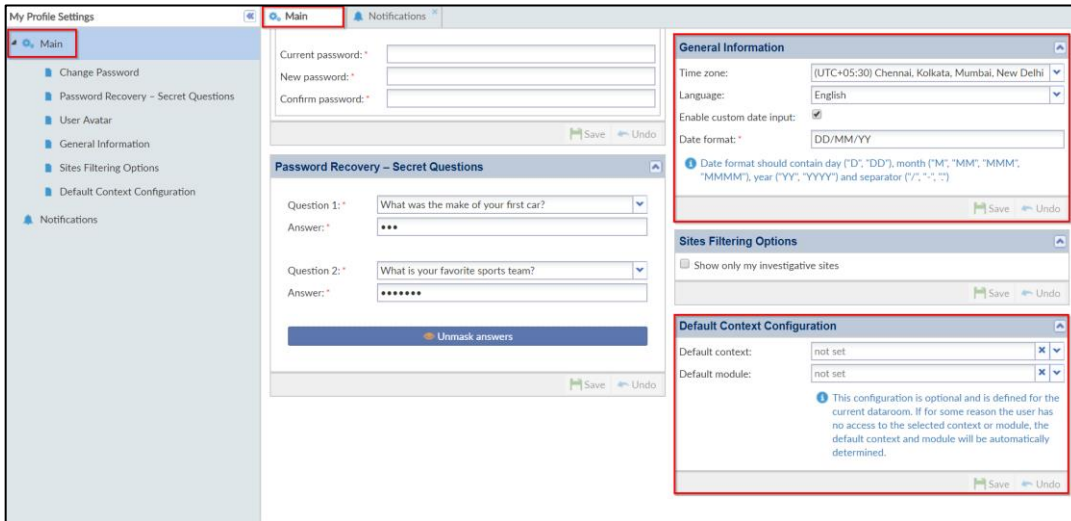 My Profile Settings
Main
Change Password
Password Recovery – Secret Questions
User Avatar
General Information
Sites Filtering Options
Default Context Configuration
Notifications
Main
Notifications
Current password: *
New password: *
Confirm password: *
Save Undo
Password Recovery – Secret Questions
Question 1: * What was the make of your first car?
Answer: * •••
Question 2: * What is your favorite sports team?
Answer: * •••••••
Unmask answers
Save Undo
General Information
Time zone: (UTC+05:30) Chennai, Kolkata, Mumbai, New Delhi
Language: English
Enable custom date input:
Date format: * DD/MM/YY
Date format should contain day ("D", "DD"), month ("M", "MM", "MMM",
"MMMM"), year ("YY", "YYYY") and separator ("/", "-", ".")
Save Undo
Sites Filtering Options
Show only my investigative sites
Save Undo
Default Context Configuration
Default context: not set
Default module: not set
This configuration is optional and is defined for the
current dataroom. If for some reason the user has
no access to the selected context or module, the
default context and module will be automatically
determined.
Save Undo